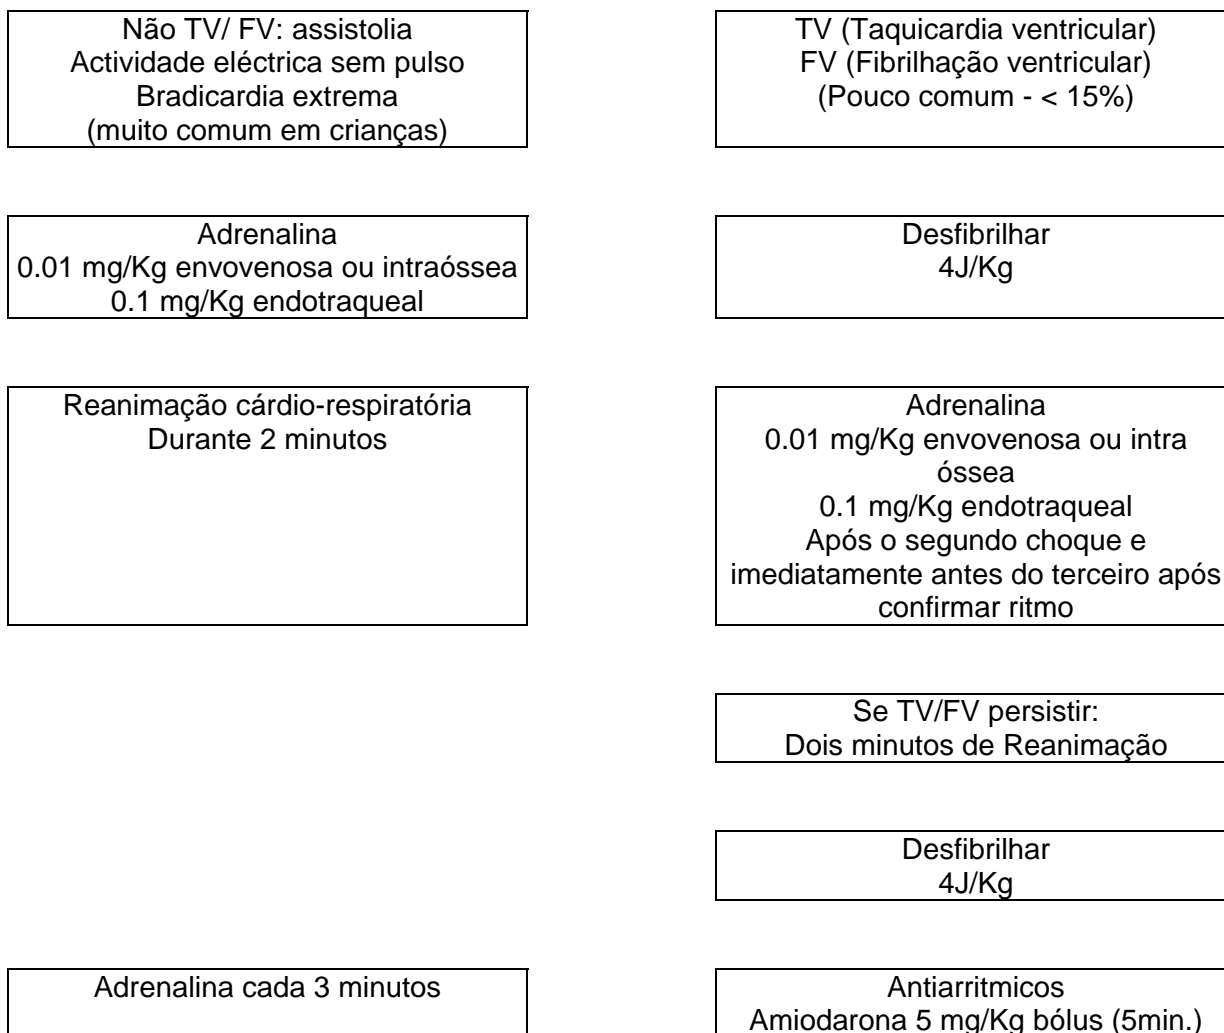 Não TV/ FV: assistolia
Actividade eléctrica sem pulso
Bradicardia extrema
(muito comum em crianças)
TV (Taquicardia ventricular)
FV (Fibrilhação ventricular)
(Pouco comum - < 15%)
Adrenalina
0.01 mg/Kg envovenosa ou intraóssea
0.1 mg/Kg endotraqueal
Desfibrilhar
4J/Kg
Reanimação cárdio-respiratória
Durante 2 minutos
Adrenalina
0.01 mg/Kg envovenosa ou intra
óssea
0.1 mg/Kg endotraqueal
Após o segundo choque e
imediatamente antes do terceiro após
confirmar ritmo
Se TV/FV persistir:
Dois minutos de Reanimação
Desfibrilhar
4J/Kg
Adrenalina cada 3 minutos
Antiarritmicos
Amiodarona 5 mg/Kg bólus (5min.)